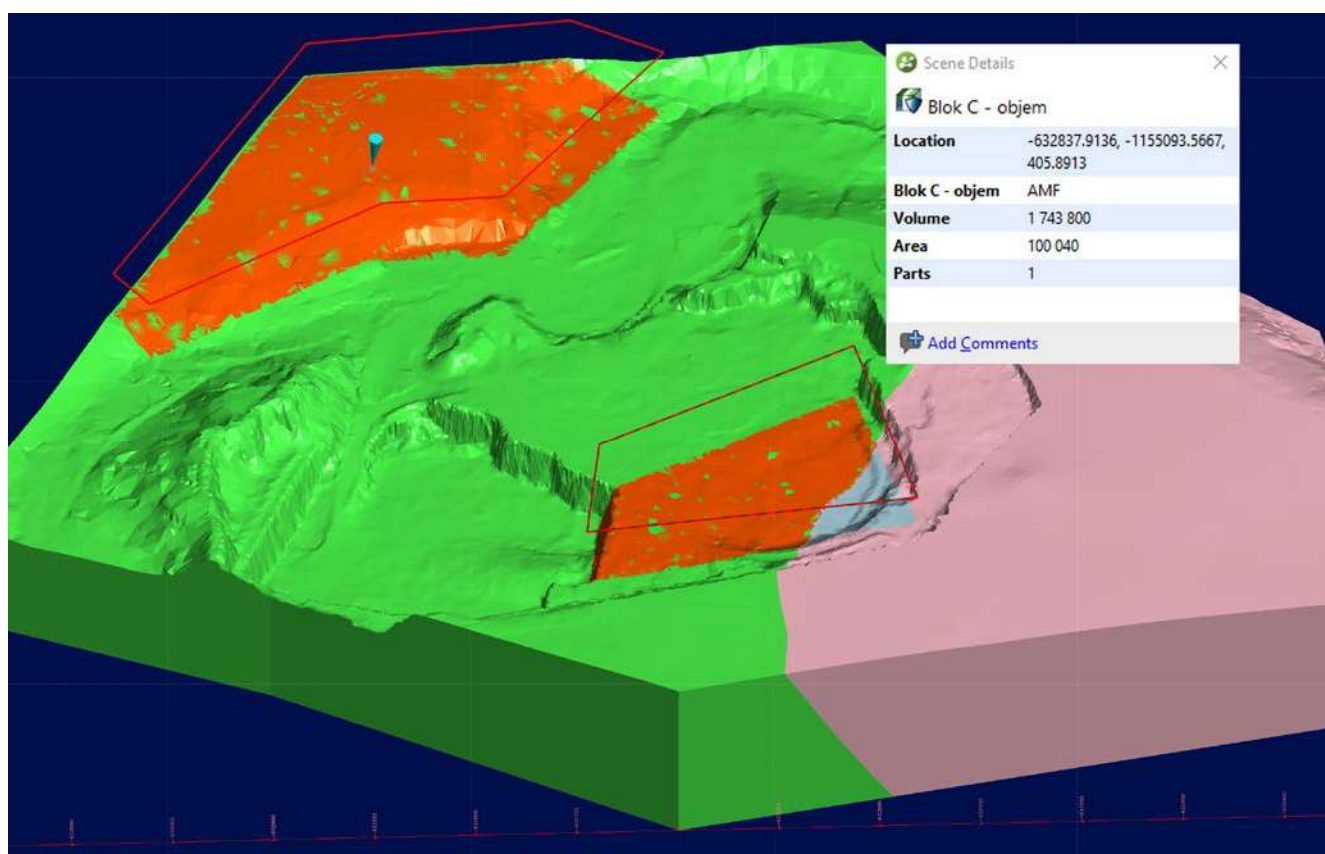 Scene Details
Blok C - objem
Location -632837.9136, -1155093.5667,
405.8913
Blok C - objem AMF
Volume 1 743 800
Area 100 040
Parts 1
Add Comments